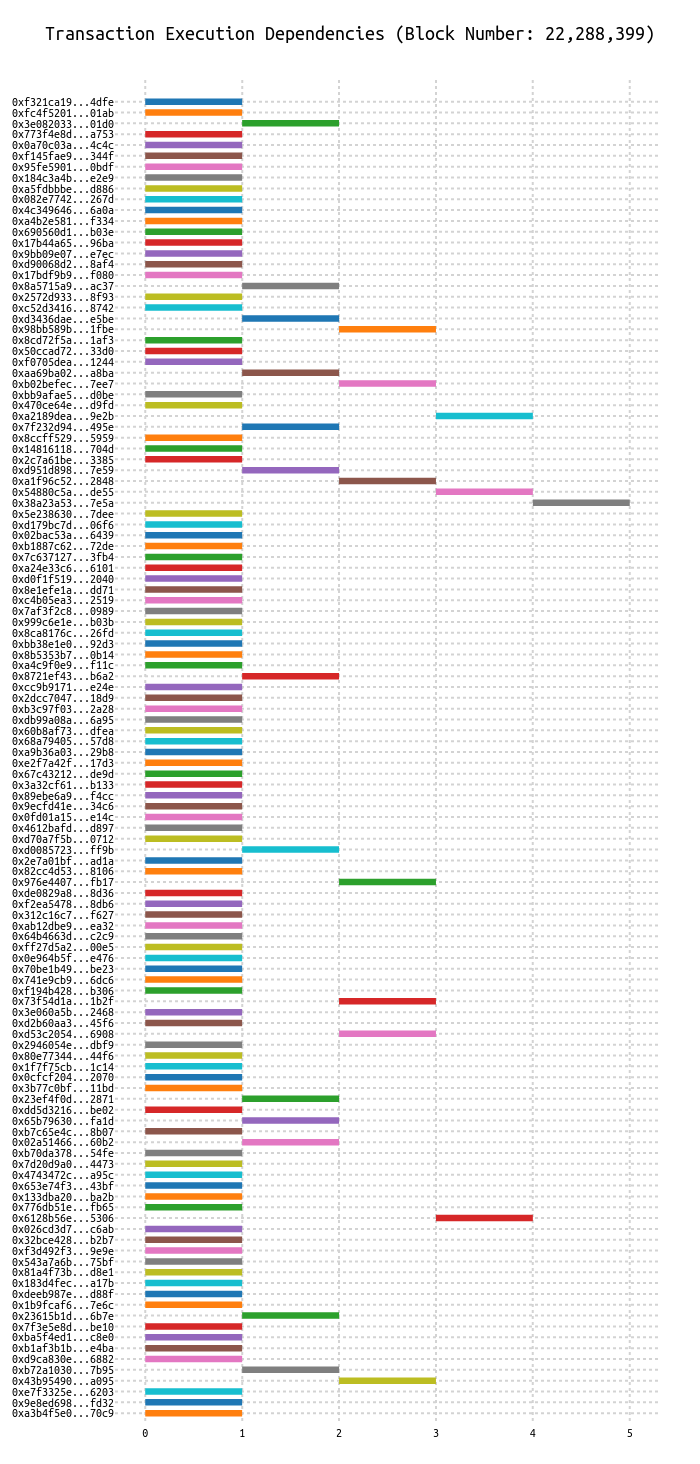 Transaction Execution Dependencies (Block Number: 22,288,399)
0xf321ca19...4dfe
0xfc4f5201...01ab
0x3e082033...01d0
0x773f4e8d...a753
0x0a70c03a...4c4c
0xf145fae9...344f
0x95fe5901...0bdf
0x184c3a4b...e2e9
0xa5fdbbbe...d886
0x082e7742...267d
0x4c349646...6a0a
0xa4b2e581...f334
0x690560d1...b03e
0x17b44a65...96ba
0x9bb09e07...e7ec
0xd90068d2...8af4
0x17bdf9b9...f080
0x8a5715a9...ac37
0x2572d933...8f93
0xc52d3416...8742
0xd3436dae...e5be
0x98bb589b...1fbe
0x8cd72f5a...1af3
0x50ccad72...33d0
0xf0705dea...1244
0xaa69ba02...a8ba
0xb02befec...7ee7
0xbb9afae5...d0be
0x470ce64e...d9fd
0xa2189dea...9e2b
0x7f232d94...495e
0x8ccff529...5959
0x14816118...704d
0x2c7a61be...3385
0xd951d898...7e59
0xa1f96c52...2848
0x54880c5a...de55
0x38a23a53...7e5a
0x5e238630...7dee
0xd179bc7d...06f6
0x02bac53a...6439
0xb1887c62...72de
0x7c637127...3fb4
0xa24e33c6...6101
0xd0f1f519...2040
0x8e1efe1a...dd71
0xc4b05ea3...2519
0x7af3f2c8...0989
0x999c6e1e...b03b
0x8ca8176c...26fd
0xbb38e1e0...92d3
0x8b5353b7...0b14
0xa4c9f0e9...f11c
0x8721ef43...b6a2
0xcc9b9171...e24e
0x2dcc7047...18d9
0xb3c97f03...2a28
0xdb99a08a...6a95
0x60b8af73...dfea
0x68a79405...57d8
0xa9b36a03...29b8
0xe2f7a42f...17d3
0x67c43212...de9d
0x3a32cf61...b133
0x89ebe6a9...f4cc
0x9ecfd41e...34c6
0x0fd01a15...e14c
0x4612bafd...d897
0xd70a7f5b...0712
0xd0085723...ff9b
0x2e7a01bf...ad1a
0x82cc4d53...8106
0x976e4407...fb17
0xde0829a8...8d36
0xf2ea5478...8db6
0x312c16c7...f627
0xab12dbe9...ea32
0x64b4663d...c2c9
0xff27d5a2...00e5
0x0e964b5f...e476
0x70be1b49...be23
0x741e9cb9...6dc6
0xf194b428...b306
0x73f54d1a...1b2f
0x3e060a5b...2468
0xd2b60aa3...45f6
0xd53c2054...6908
0x2946054e...dbf9
0x80e77344...44f6
0x1f7f75cb...1c14
0x0cfcf204...2070
0x3b77c0bf...11bd
0x23ef4f0d...2871
0xdd5d3216...be02
0x65b79630...fa1d
0xb7c65e4c...8b07
0x02a51466...60b2
0xb70da378...54fe
0x7d20d9a0...4473
0x4743472c...a95c
0x653e74f3...43bf
0x133dba20...ba2b
0x776db51e...fb65
0x6128b56e...5306
0x026cd3d7...c6ab
0x32bce428...b2b7
0xf3d492f3...9e9e
0x543a7a6b...75bf
0x81a4f73b...d8e1
0x183d4fec...a17b
0xdeeb987e...d88f
0x1b9fcaf6...7e6c
0x23615b1d...6b7e
0x7f3e5e8d...be10
0xba5f4ed1...c8e0
0xb1af3b1b...e4ba
0xd9ca830e...6882
0xb72a1030...7b95
0x43b95490...a095
0xe7f3325e...6203
0x9e8ed698...fd32
0xa3b4f5e0...70c9
0 1 2 3 4 5